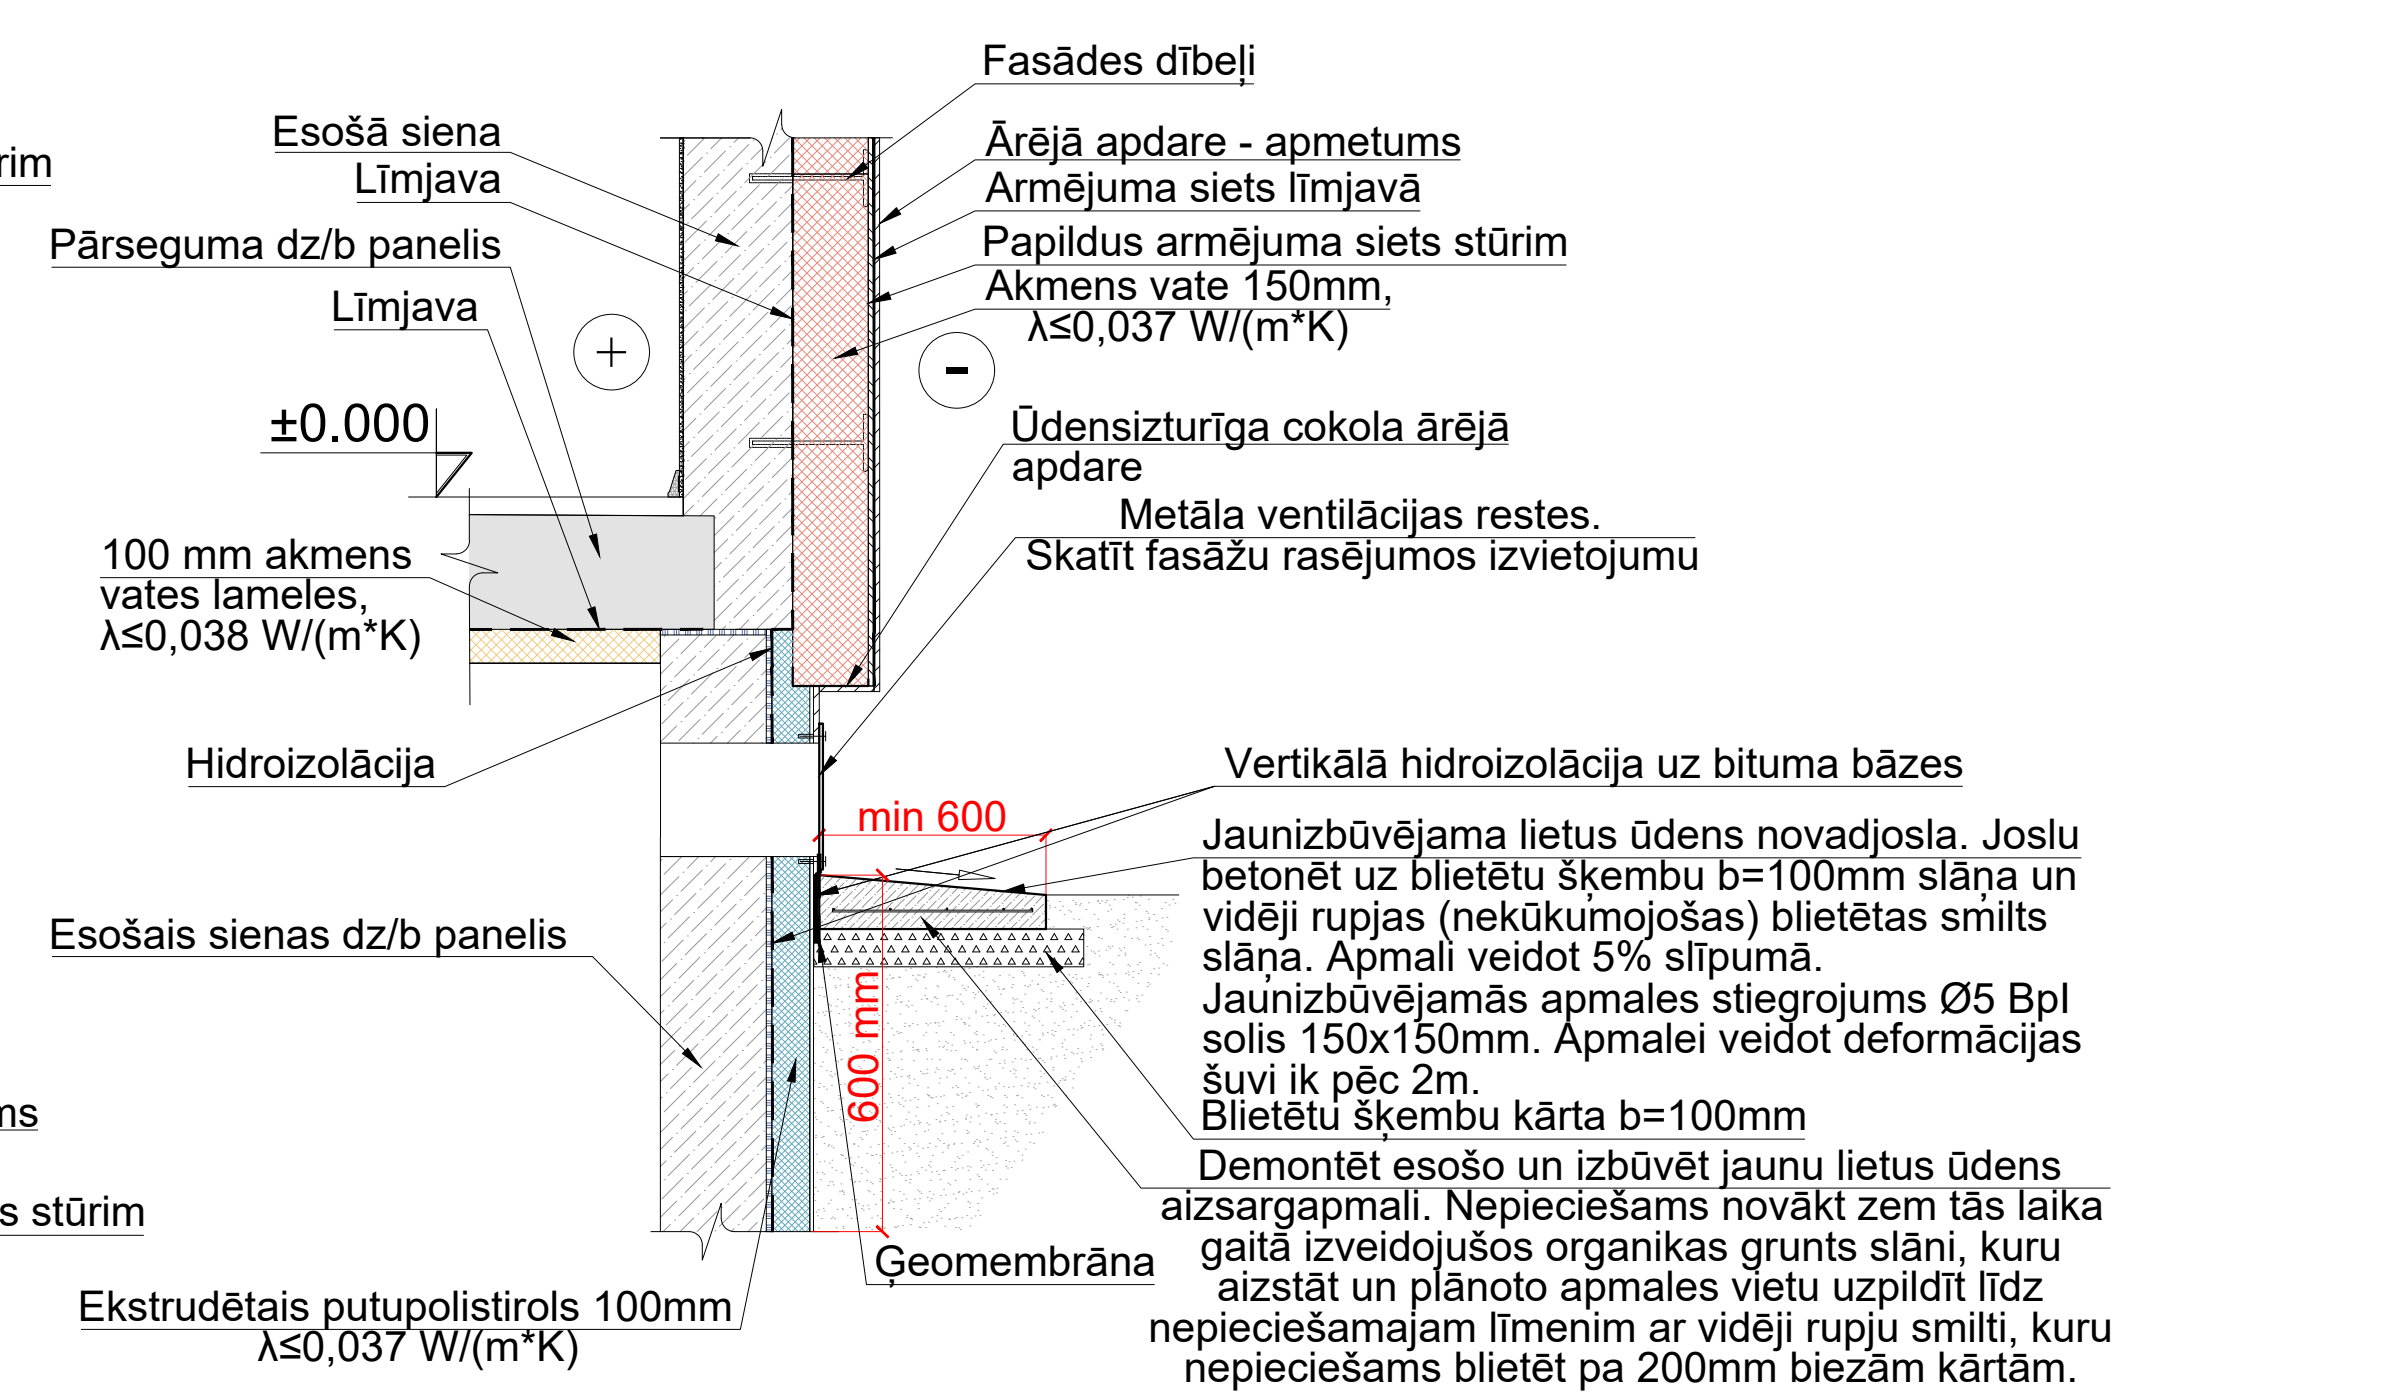 Fasādes dībeļi
Esošā siena
Ārējā apdare - apmetums
rim
Līmjava
Armējuma siets līmjavā
Pārseguma dz/b panelis
Papildus armējuma siets stūrim
Līmjava
Akmens vate 150mm,
λ≤0,037 W/(m*K)
+
-
±0.000
Ūdensizturīga cokola ārējā
apdare
Metāla ventilācijas restes.
Skatīt fasāžu rasējumos izvietojumu
100 mm akmens
vates lameles,
λ≤0,038 W/(m*K)
Hidroizolācija
Vertikālā hidroizolācija uz bituma bāzes
min 600
Jaunizbūvējama lietus ūdens novadjosla. Joslu
betonēt uz blietētu šķembu b=100mm slāņa un
vidēji rupjas (nekūkumojošas) blietētas smilts
slāņa. Apmali veidot 5% slīpumā.
Jaunizbūvējamās apmales stiegrojums Ø5 BpI
solis 150x150mm. Apmalei veidot deformācijas
šuvi ik pēc 2m.
Esošais sienas dz/b panelis
600 mm
Blietētu šķembu kārta b=100mm
ms
Demontēt esošo un izbūvēt jaunu lietus ūdens
aizsargapmali. Nepieciešams novākt zem tās laika
gaitā izveidojušos organikas grunts slāni, kuru
aizstāt un plānoto apmales vietu uzpildīt līdz
nepieciešamajam līmenim ar vidēji rupju smilti, kuru
nepieciešams blietēt pa 200mm biezām kārtām.
s stūrim
Ģeomembrāna
Ekstrudētais putupolistirols 100mm
λ≤0,037 W/(m*K)